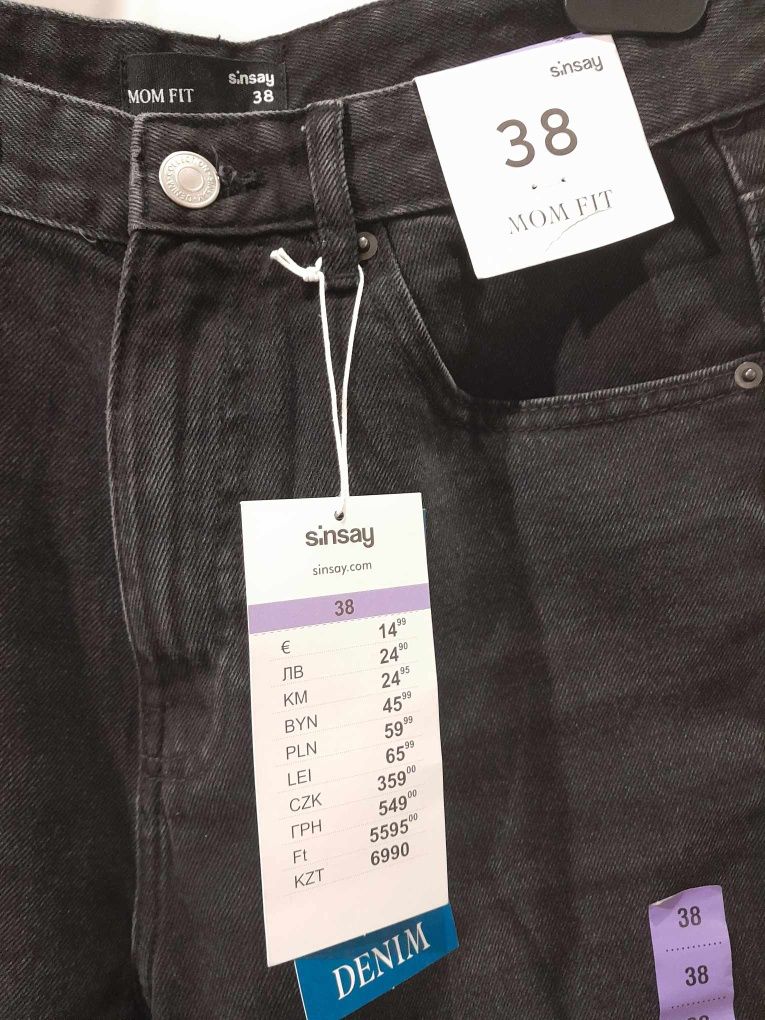 sinsay
MOM FIT 38
sinsay
38
MOM FIT
sinsay
sinsay.com
38
€ 14⁹⁹
ЛВ 24⁹⁰
KM 24⁹⁵
BYN 45⁹⁹
PLN 59⁹⁹
LEI 65⁹⁹
CZK 359⁰⁰
ГРН 549⁰⁰
Ft 5595⁰⁰
KZT 6990
DENIM
38
38